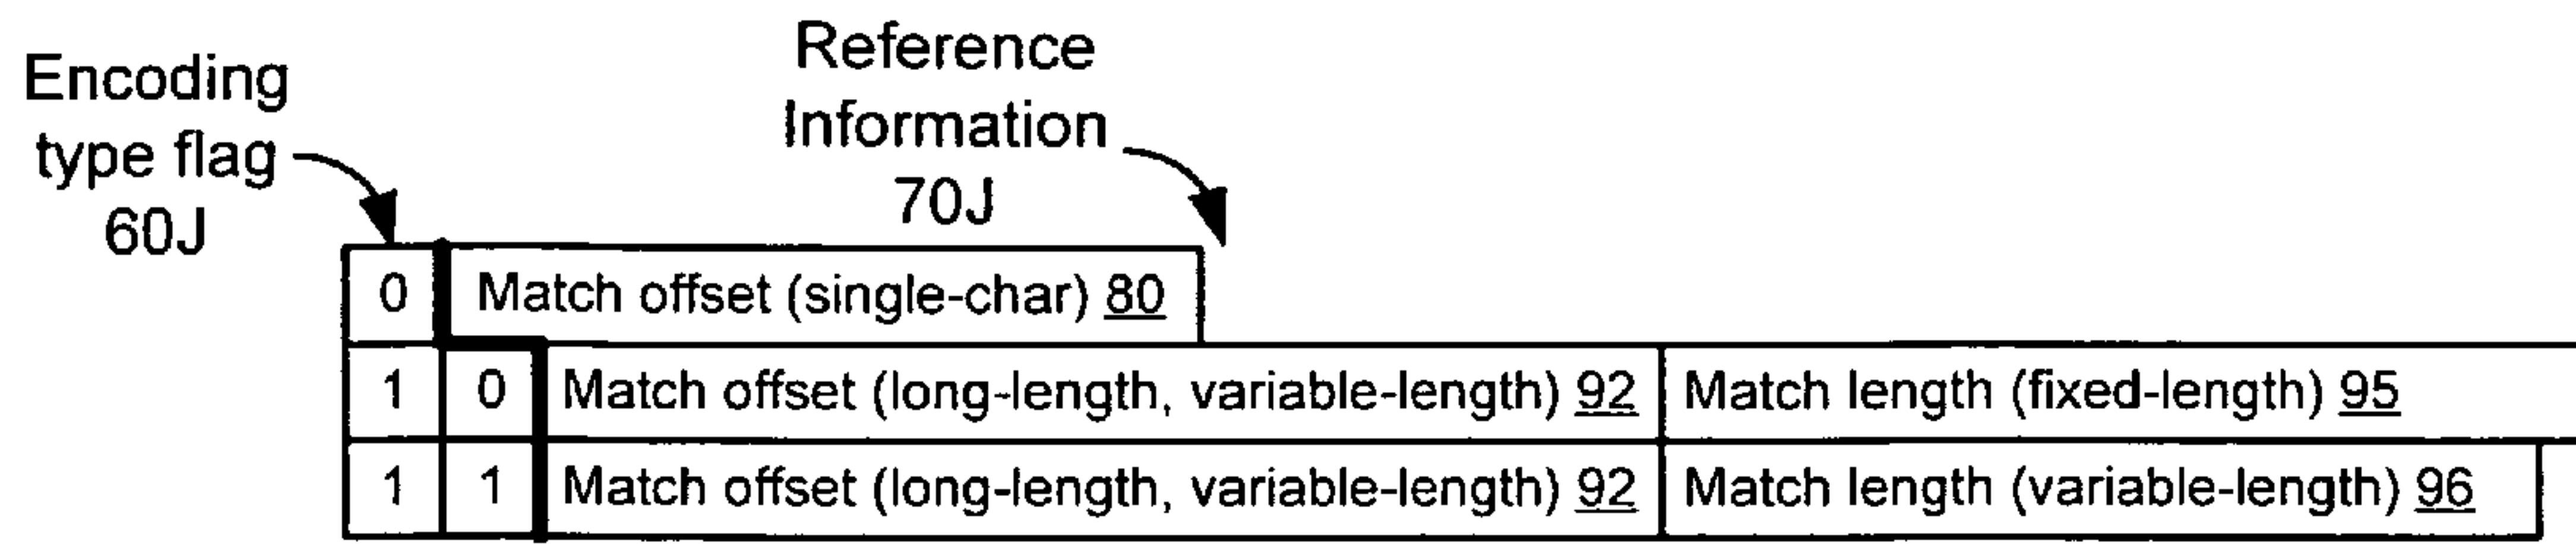 Encoding
type flag
60J
Reference
Information
70J
0 Match offset (single-char) 80
1 0 Match offset (long-length, variable-length) 92 Match length (fixed-length) 95
1 1 Match offset (long-length, variable-length) 92 Match length (variable-length) 96